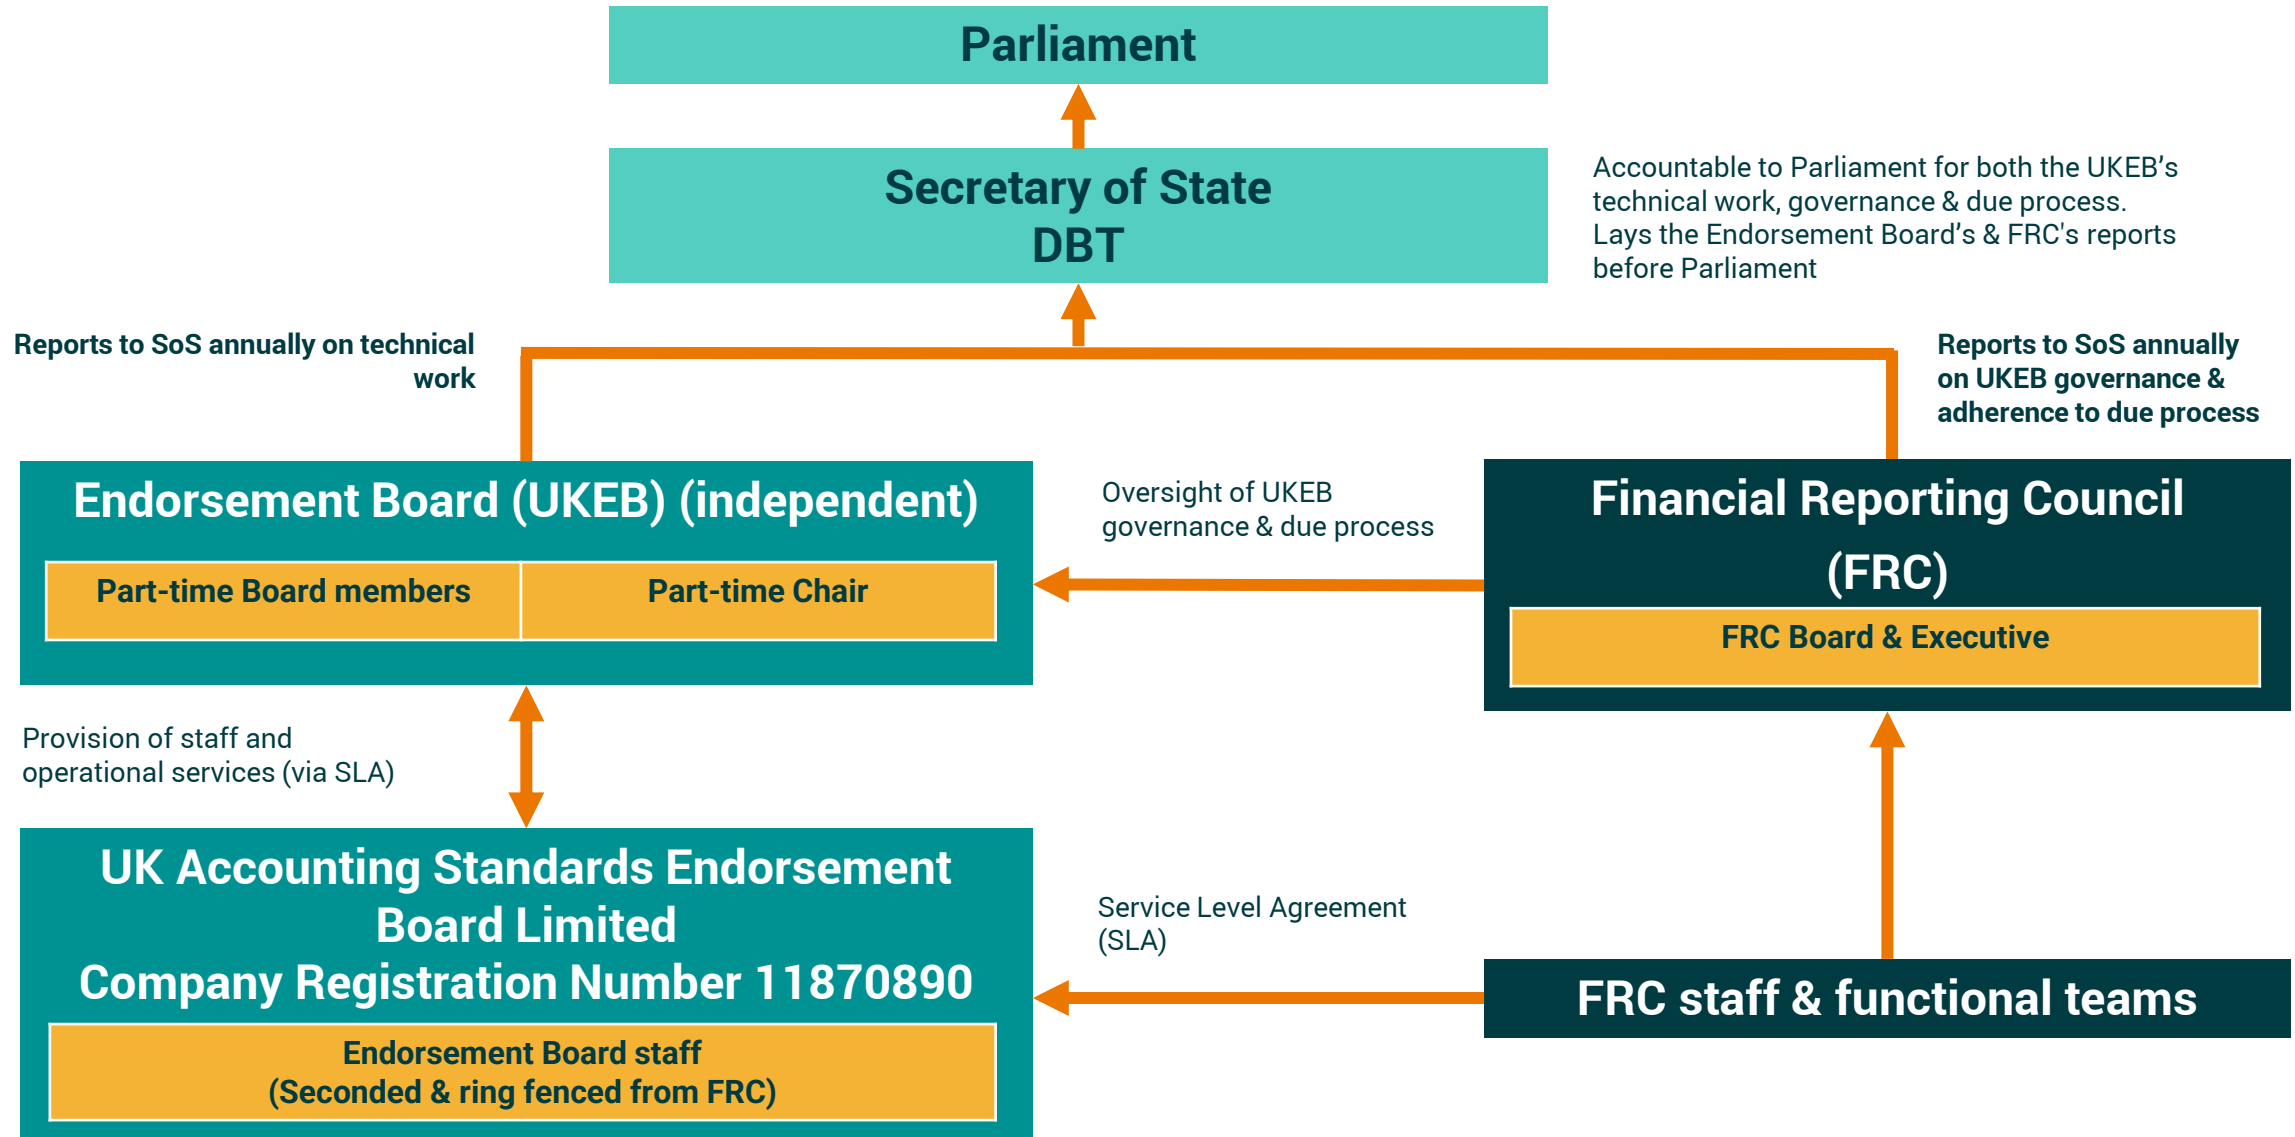 Parliament
Secretary of State
DBT
Accountable to Parliament for both the UKEB’s
technical work, governance & due process.
Lays the Endorsement Board’s & FRC's reports
before Parliament
Reports to SoS annually on technical
work
Reports to SoS annually
on UKEB governance &
adherence to due process
Endorsement Board (UKEB) (independent)
Part-time Board members
Part-time Chair
Oversight of UKEB
governance & due process
Financial Reporting Council
(FRC)
FRC Board & Executive
Provision of staff and
operational services (via SLA)
UK Accounting Standards Endorsement
Board Limited
Company Registration Number 11870890
Endorsement Board staff
(Seconded & ring fenced from FRC)
Service Level Agreement
(SLA)
FRC staff & functional teams